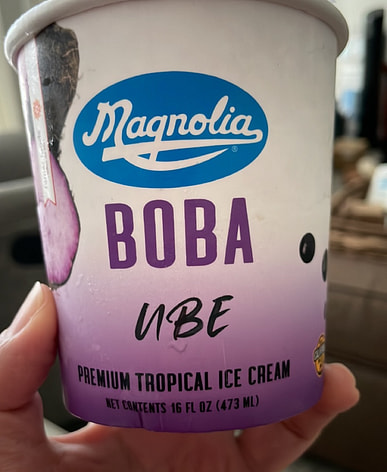 Magnolia
BOBA
UBE
PREMIUM TROPICAL ICE CREAM
NET CONTENTS 16 FL OZ (473 ML)